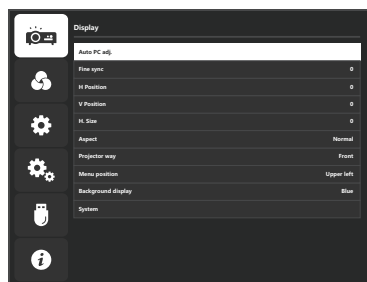 Display
Auto PC adj.
Fine sync 0
H Position 0
V Position 0
H. Size 0
Aspect Normal
Projector way Front
Menu position Upper left
Background display Blue
System